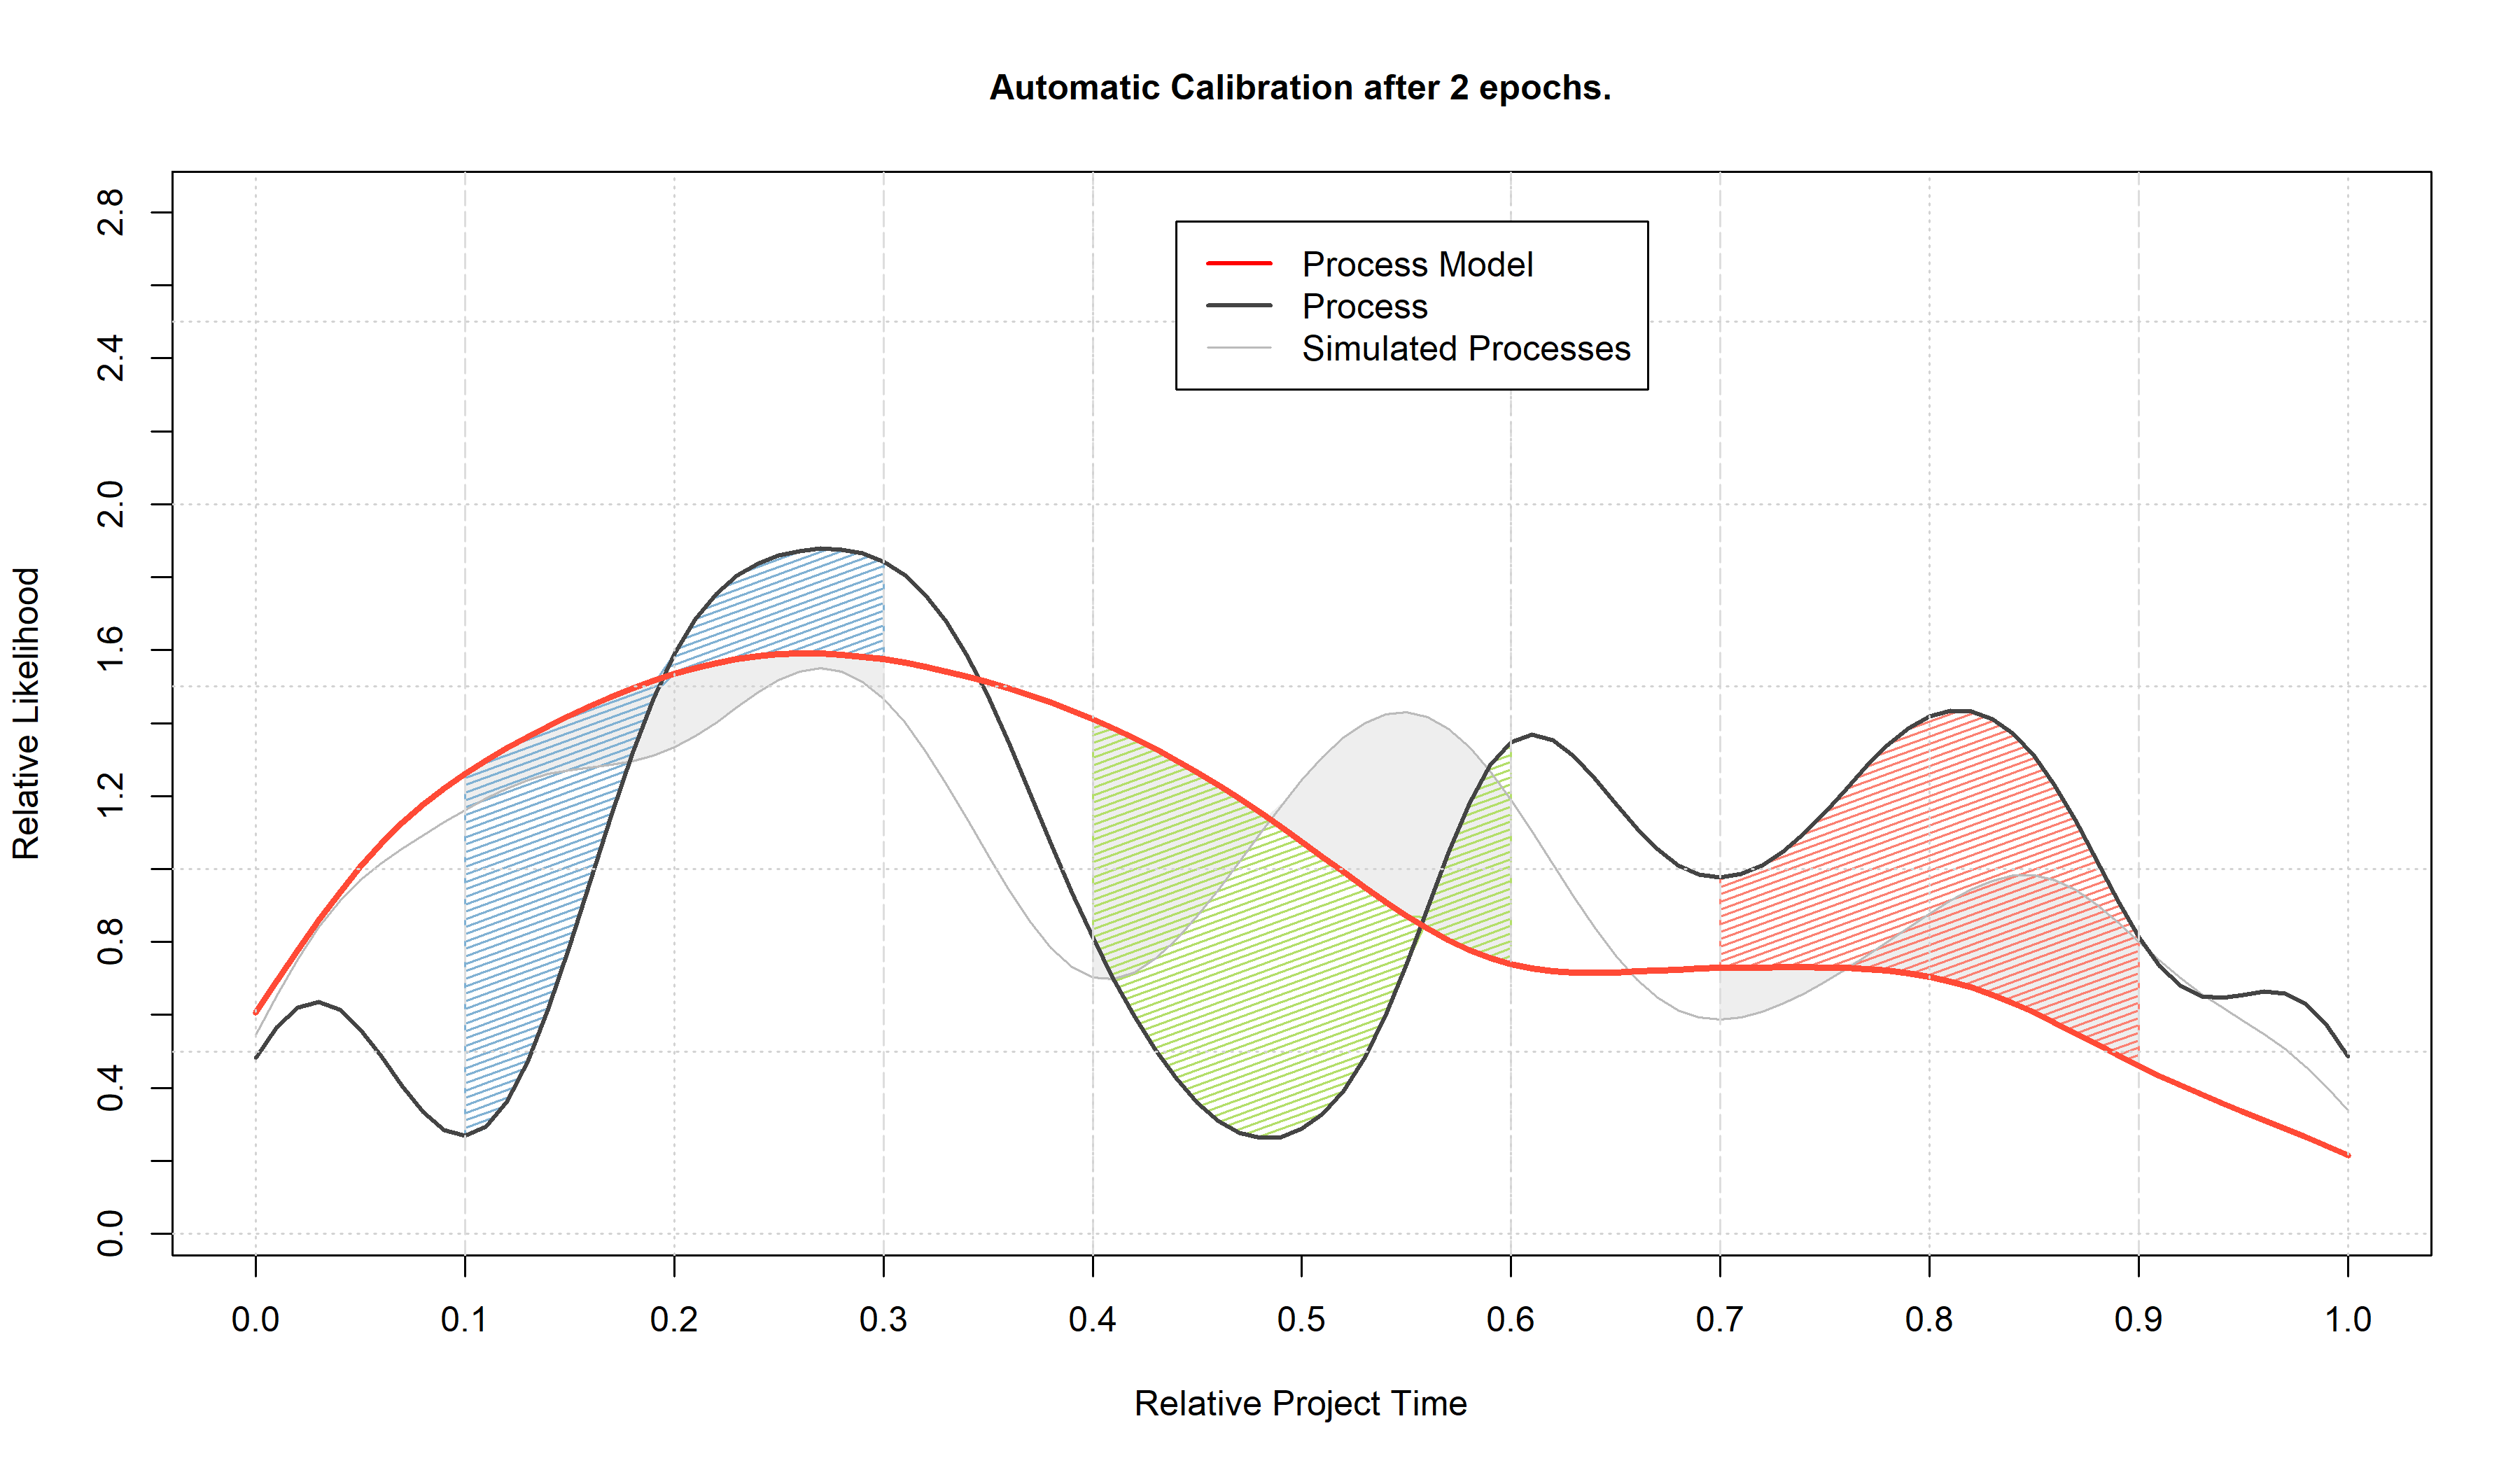 Automatic Calibration after 2 epochs.
Process Model
Process
Simulated Processes
Relative Likelihood
2.8
2.4
2.0
1.6
1.2
0.8
0.4
0.0
0.0 0.1 0.2 0.3 0.4 0.5 0.6 0.7 0.8 0.9 1.0
Relative Project Time